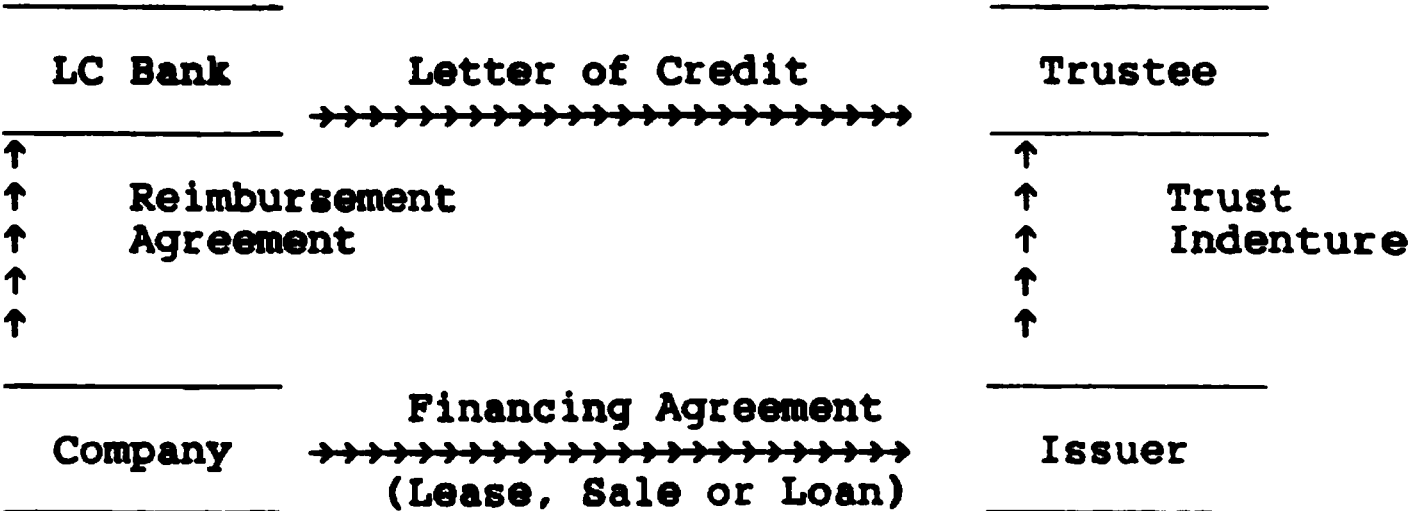 LC Bank Letter of Credit Trustee
→→→→→→→→→→→→→→→→→→→→→→→→
↑ ↑
↑ Reimbursement ↑ Trust
↑ Agreement ↑ Indenture
↑ ↑
↑ ↑
Financing Agreement
Company →→→→→→→→→→→→→→→→→→→→→→→→ Issuer
(Lease, Sale or Loan)